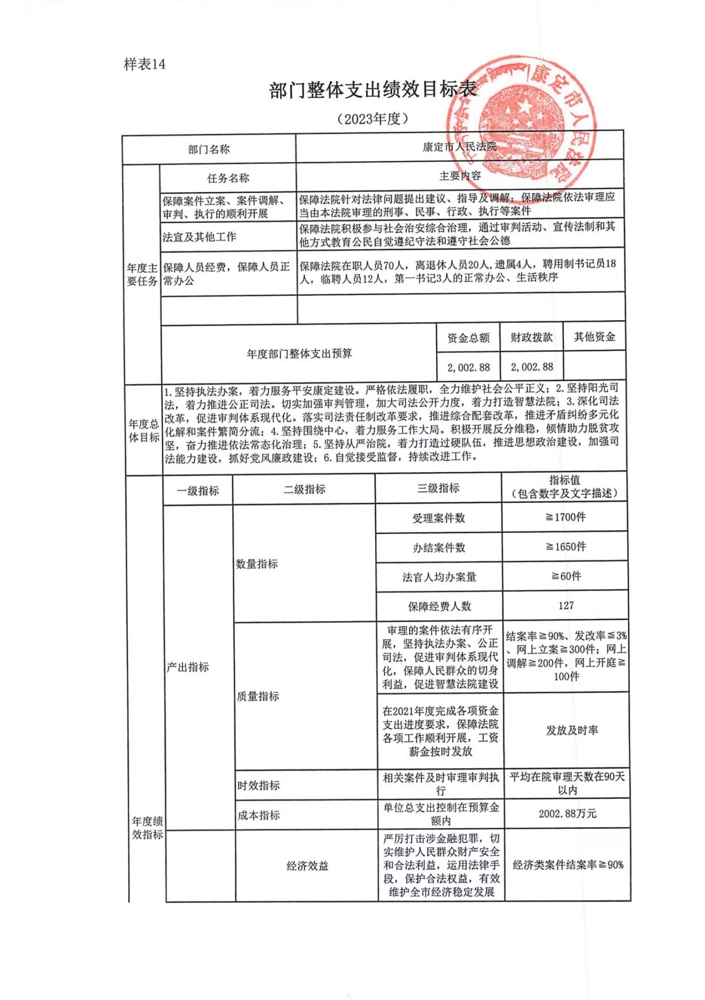 样表14
部门整体支出绩效目标表
（2023年度）
康定市人民法院
部门名称
康定市人民法院
年度主
要任务
任务名称
主要内容
保障案件立案、案件调解、
审判、执行的顺利开展
保障法院针对法律问题提出建议、指导及调解；保障法院依法审理应
当由本法院审理的刑事、民事、行政、执行等案件
法宣及其他工作
保障法院积极参与社会治安综合治理，通过审判活动、宣传法制和其
他方式教育公民自觉遵纪守法和遵守社会公德
保障人员经费，保障人员正
常办公
保障法院在职人员70人，离退休人员20人,遗属4人，聘用制书记员18
人，临聘人员12人，第一书记3人的正常办公、生活秩序
年度部门整体支出预算
资金总额
财政拨款
其他资金
2,002.88
2,002.88
年度总
体目标
1.坚持执法办案，着力服务平安康定建设。严格依法履职，全力维护社会公平正义；2.坚持阳光司
法，着力推进公正司法。切实加强审判管理，加大司法公开力度，着力打造智慧法院；3.深化司法
改革，促进审判体系现代化。落实司法责任制改革要求，推进综合配套改革，推进矛盾纠纷多元化
化解和案件繁简分流；4.坚持围绕中心，着力服务工作大局。积极开展反分维稳，倾情助力脱贫攻
坚，奋力推进依法常态化治理；5.坚持从严治院，着力打造过硬队伍，推进思想政治建设，加强司
法能力建设，抓好党风廉政建设；6.自觉接受监督，持续改进工作。
年度绩
效指标
一级指标
二级指标
三级指标
指标值
（包含数字及文字描述）
产出指标
数量指标
受理案件数
≧1700件
办结案件数
≧1650件
法官人均办案量
≧60件
保障经费人数
127
质量指标
审理的案件依法有序开
展，坚持执法办案、公正
司法，促进审判体系现代
化，保障人民群众的切身
利益，促进智慧法院建设
结案率≧90%、发改率≦3%
、网上立案≧300件；网上
调解≧200件，网上开庭≧
100件
在2021年度完成各项资金
支出进度要求，保障法院
各项工作顺利开展，工资
薪金按时发放
发放及时率
时效指标
相关案件及时审理审判执
行
平均在院审理天数在90天
以内
成本指标
单位总支出控制在预算金
额内
2002.88万元
经济效益
严厉打击涉金融犯罪，切
实维护人民群众财产安全
和合法利益，运用法律手
段，保护合法权益，有效
维护全市经济稳定发展
经济类案件结案率≧90%